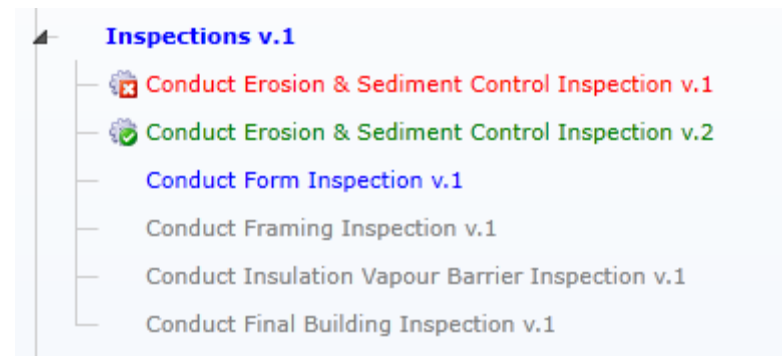 Inspections v.1
Conduct Erosion & Sediment Control Inspection v.1
Conduct Erosion & Sediment Control Inspection v.2
Conduct Form Inspection v.1
Conduct Framing Inspection v.1
Conduct Insulation Vapour Barrier Inspection v.1
Conduct Final Building Inspection v.1